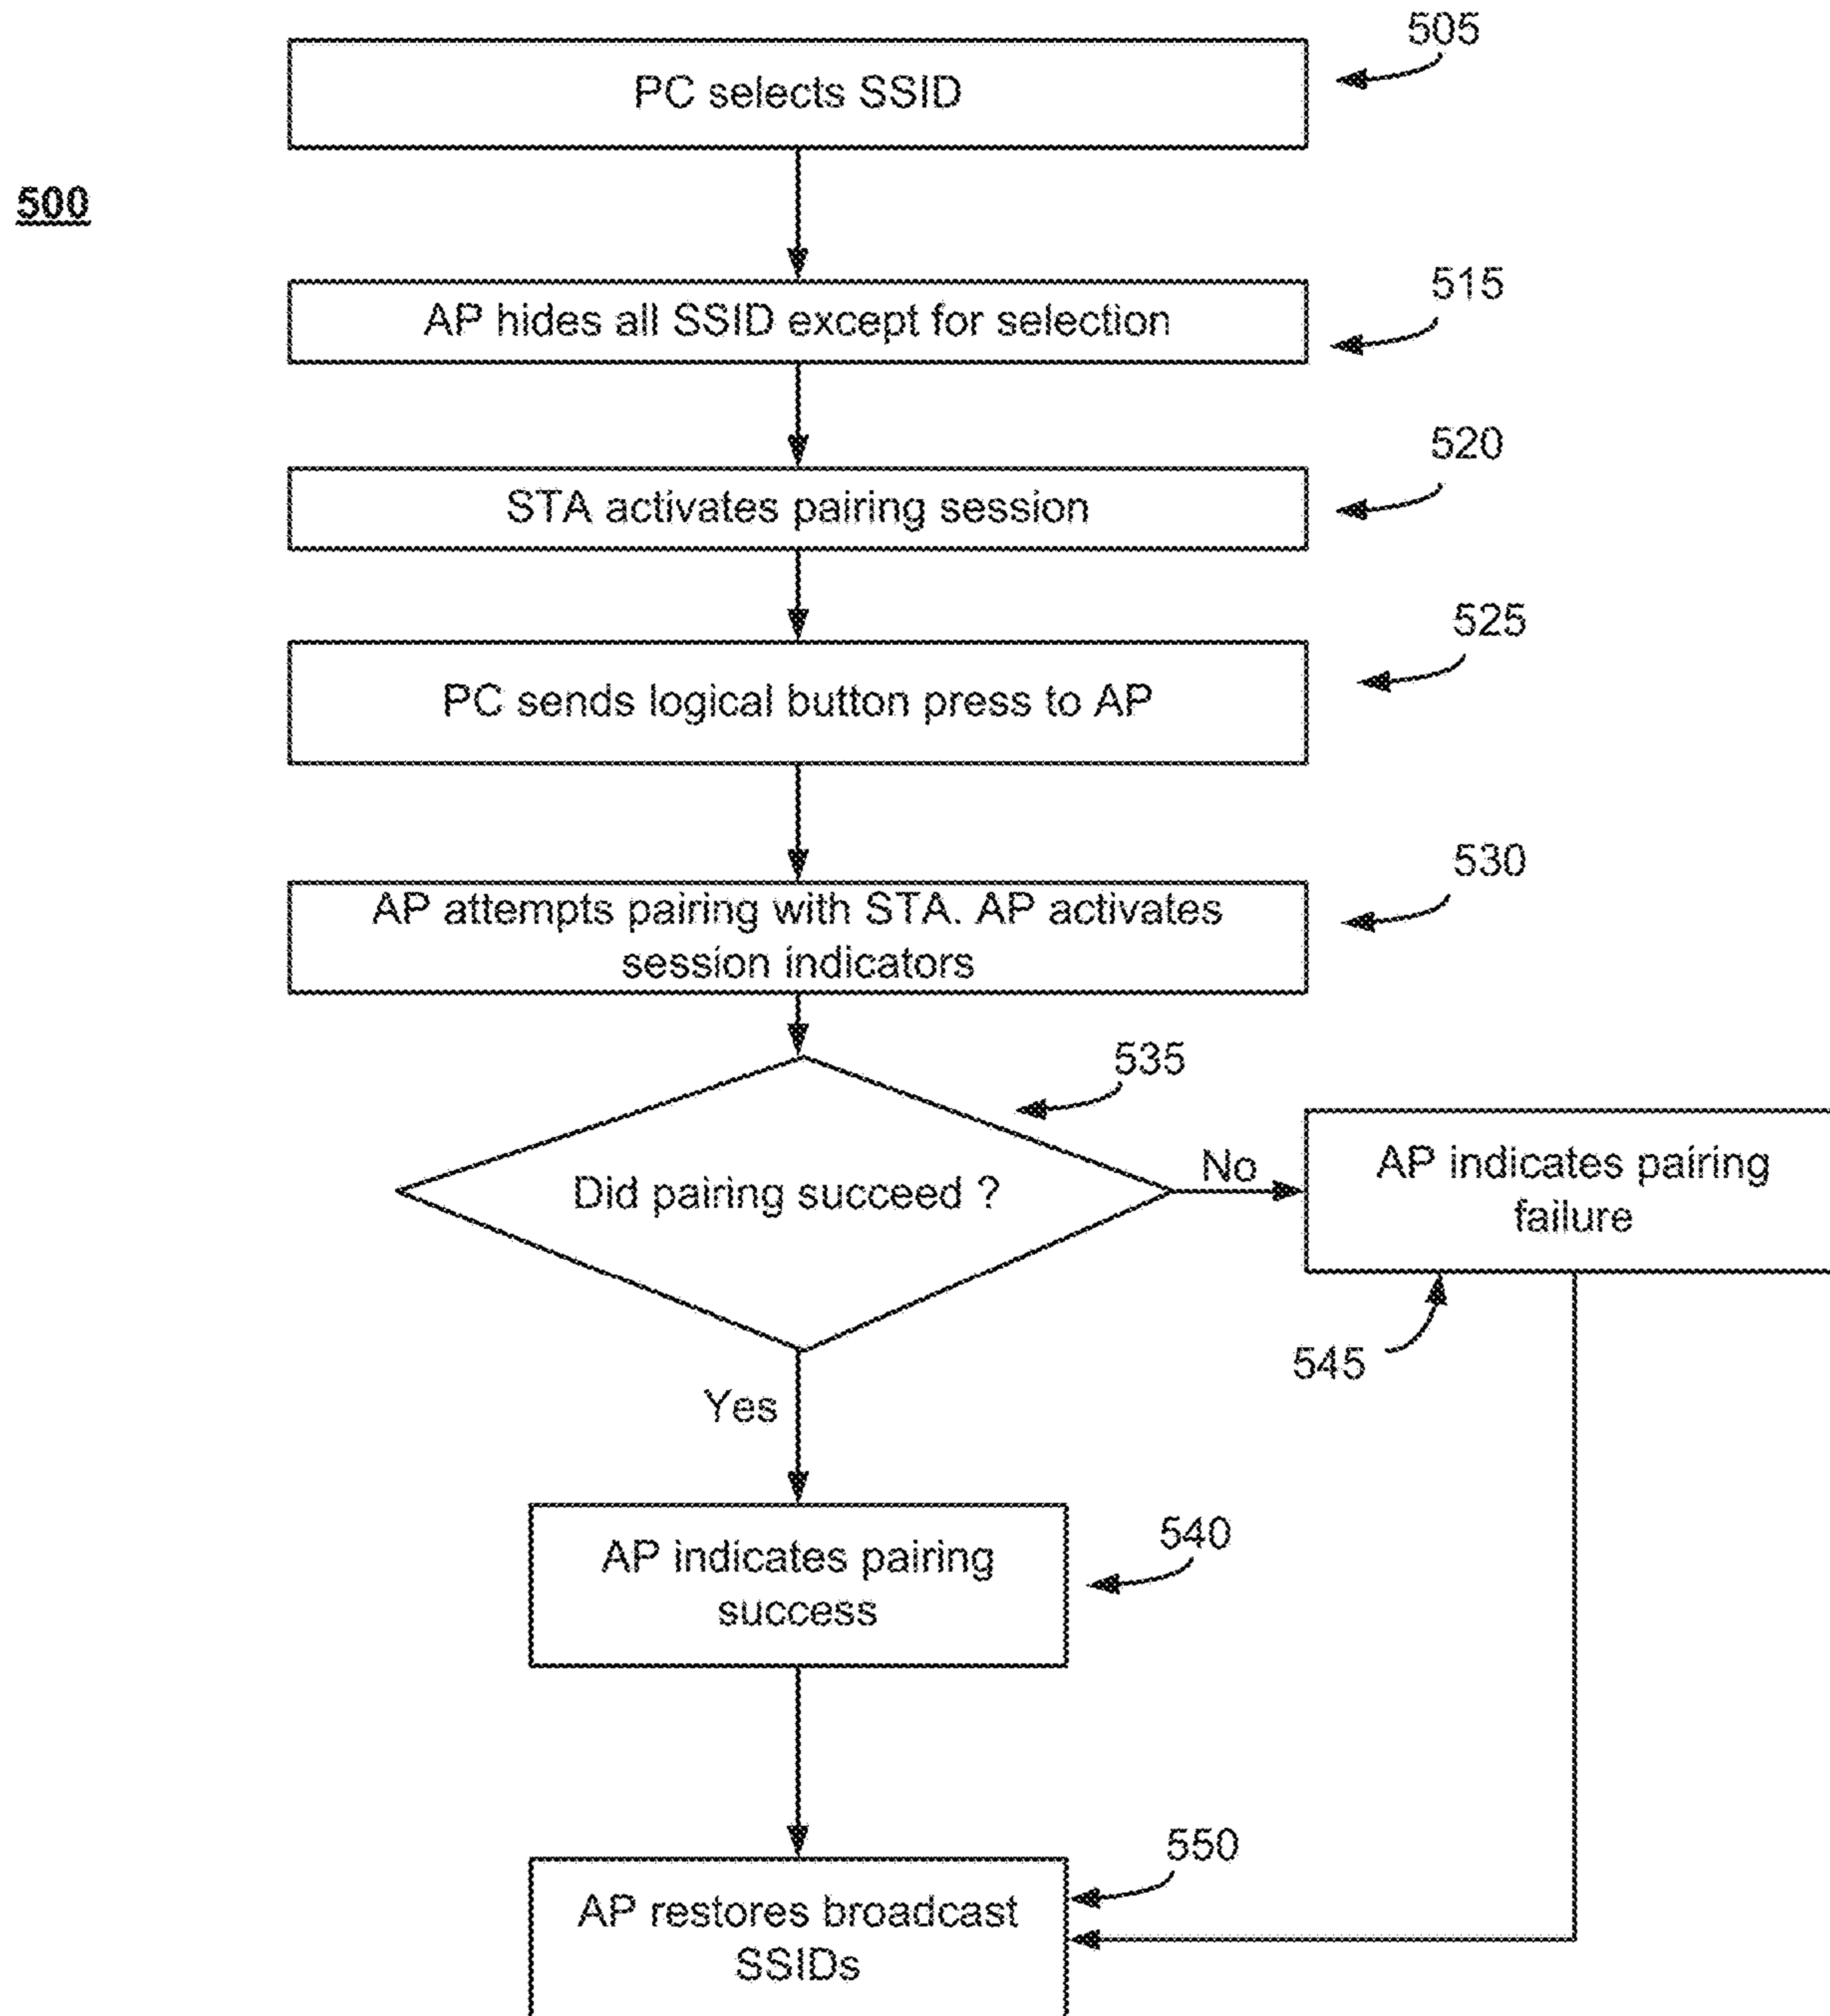 505
PC selects SSID
500
515
AP hides all SSID except for selection
520
STA activates pairing session
525
PC sends logical button press to AP
530
AP attempts pairing with STA. AP activates
session indicators
535
Did pairing succeed ?
No
AP indicates pairing
failure
545
Yes
AP indicates pairing
success
540
550
AP restores broadcast
SSIDs